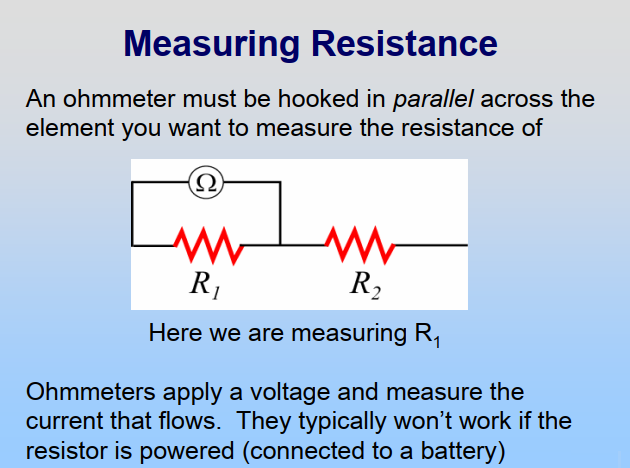 Measuring Resistance
An ohmmeter must be hooked in parallel across the
element you want to measure the resistance of
Ω
R₁ R₂
Here we are measuring R₁
Ohmmeters apply a voltage and measure the
current that flows.  They typically won’t work if the
resistor is powered (connected to a battery)